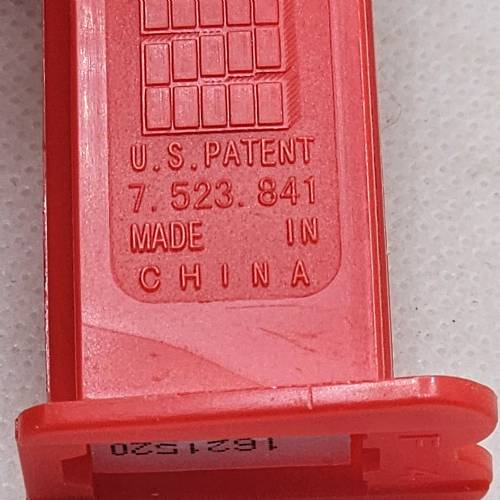 U.S. PATENT
7. 523. 841
MADE IN
CHINA
1621520